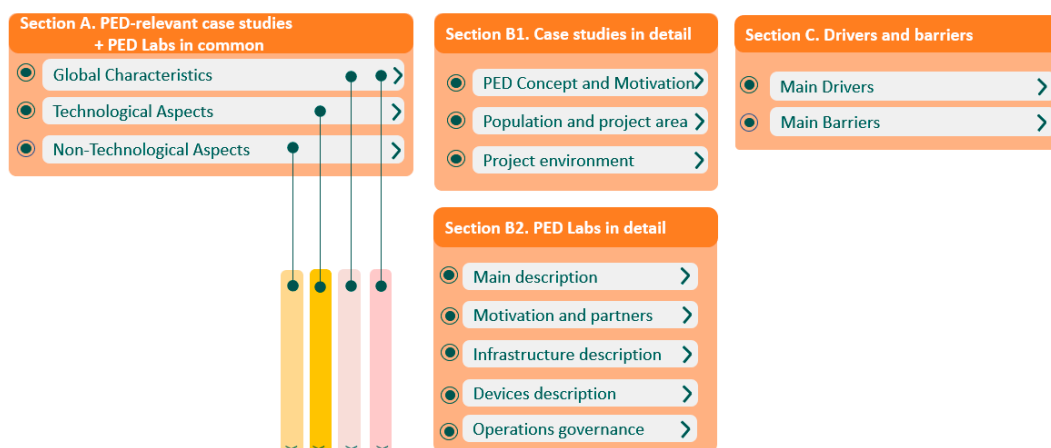 Section A. PED-relevant case studies
+ PED Labs in common
Global Characteristics
Technological Aspects
Non-Technological Aspects
Section B1. Case studies in detail
PED Concept and Motivation
Population and project area
Project environment
Section B2. PED Labs in detail
Main description
Motivation and partners
Infrastructure description
Devices description
Operations governance
Section C. Drivers and barriers
Main Drivers
Main Barriers